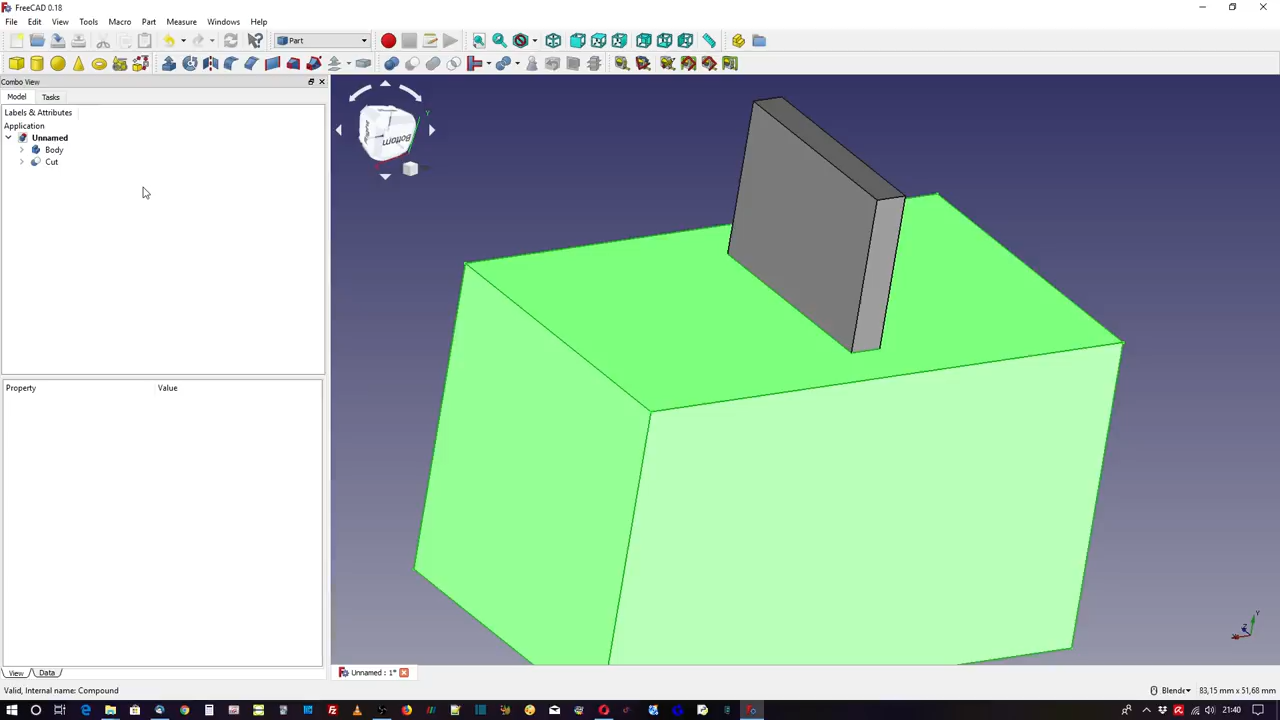 FreeCAD 0.18
File Edit View Tools Macro Part Measure Windows Help
Part
Combo View
Model Tasks
Labels & Attributes
Application
Unnamed
Body
Cut
Bottom
Y
Property Value
View Data
Unnamed : 1*
Valid, Internal name: Compound
Blende 83,15 mm x 51,68 mm
21:40